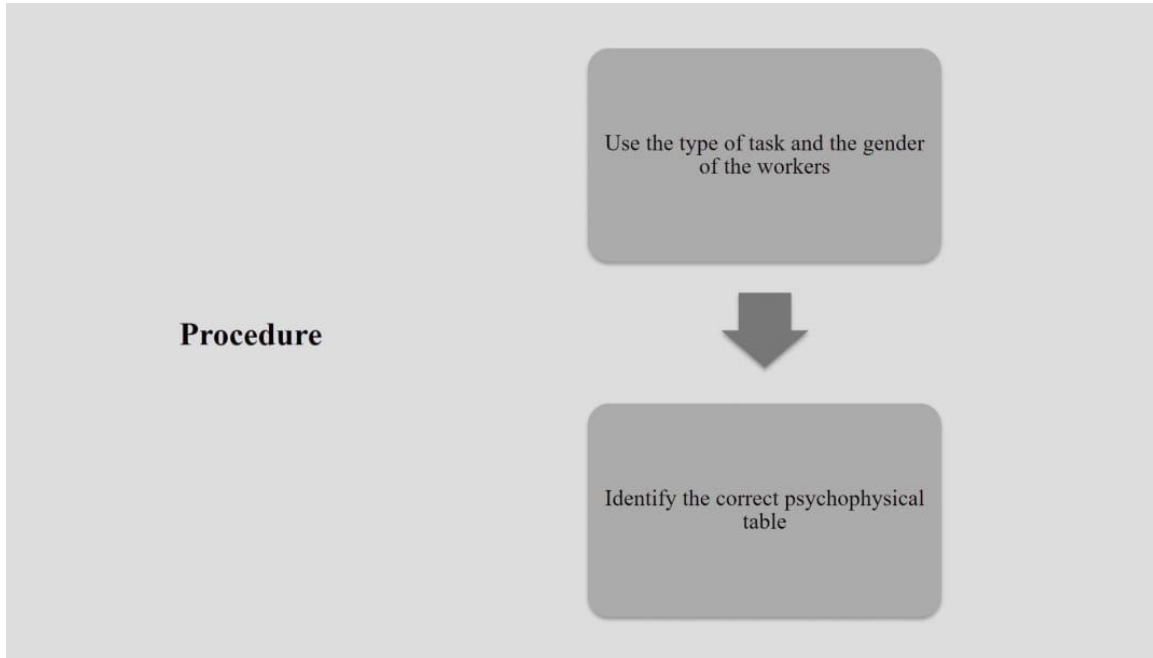 Procedure
Use the type of task and the gender
of the workers
Identify the correct psychophysical
table